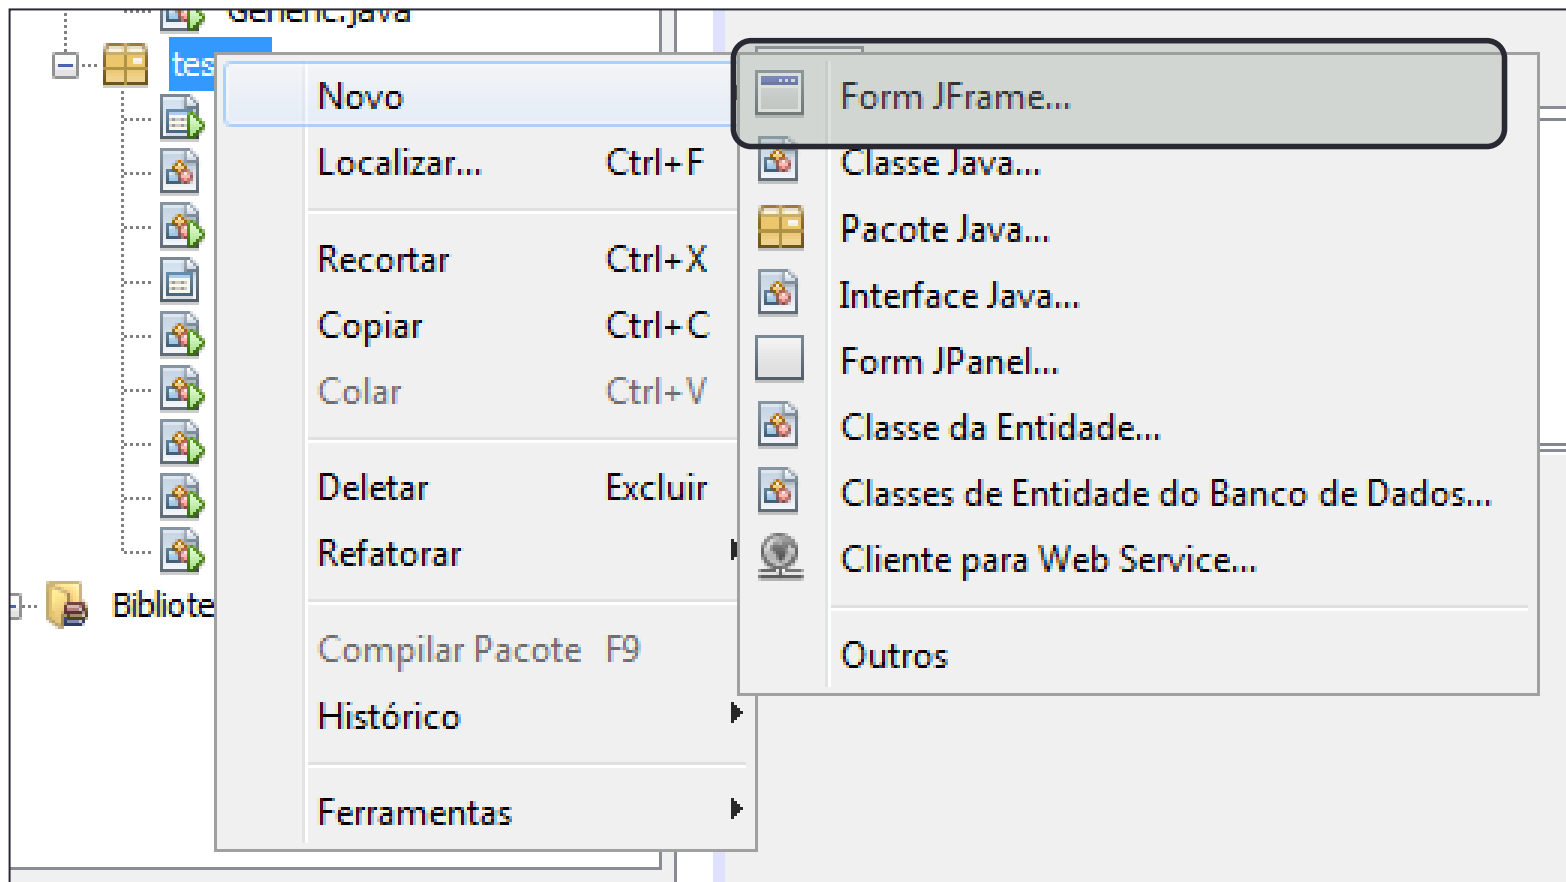 Generic.java
tes
Novo
Localizar... Ctrl+F
Recortar Ctrl+X
Copiar Ctrl+C
Colar Ctrl+V
Deletar Excluir
Refatorar
Compilar Pacote F9
Histórico
Ferramentas
Bibliote
Form JFrame...
Classe Java...
Pacote Java...
Interface Java...
Form JPanel...
Classe da Entidade...
Classes de Entidade do Banco de Dados...
Cliente para Web Service...
Outros